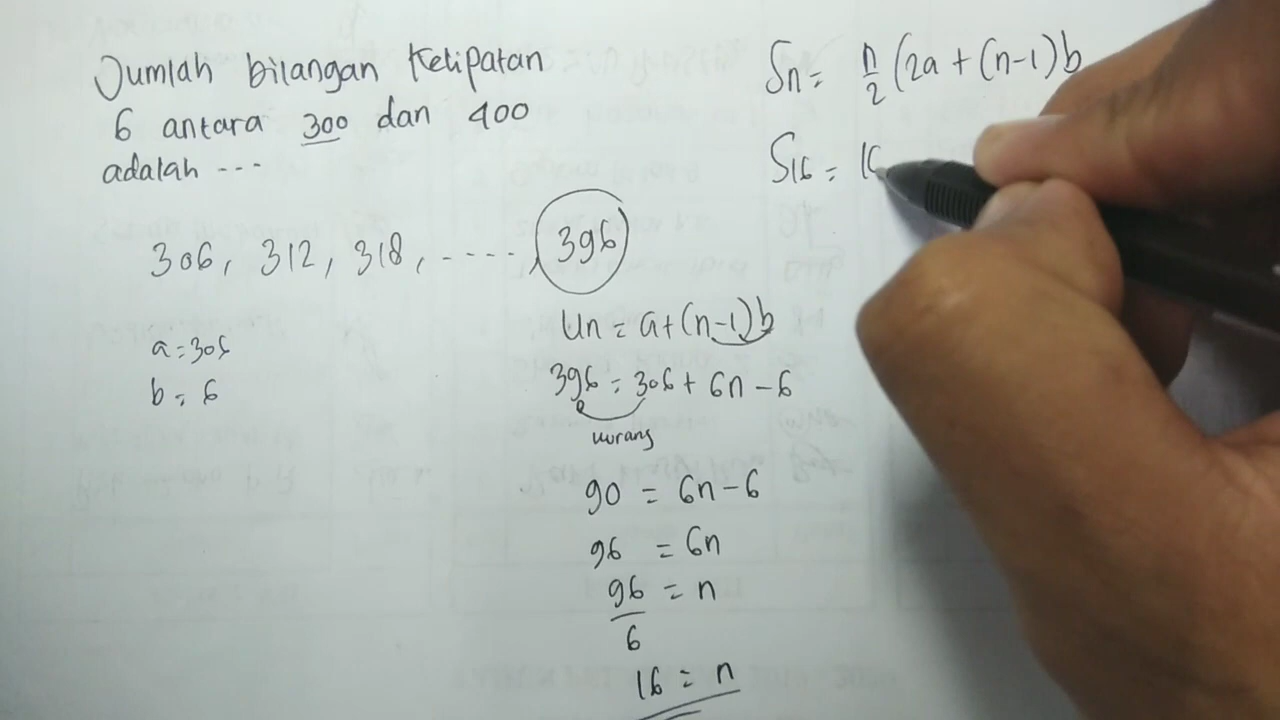 Jumlah bilangan Kelipatan
6 antara 300 dan 400
adalah ---
306, 312, 318, ...., 396
a = 306
b = 6
Un = a+(n-1)b
396 = 306 + 6n - 6
kurang
90 = 6n - 6
96 = 6n
96 = n
6
16 = n
Sn = n/2 (2a + (n-1)b
S16 = 16